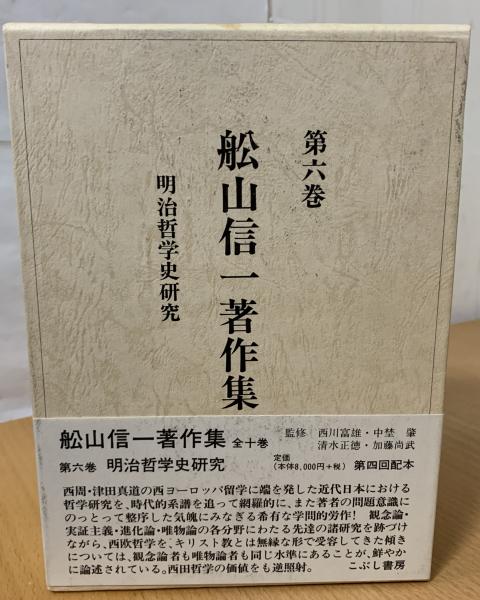 第六巻
舩山信一著作集
明治哲学史研究
舩山信一著作集 全十巻
監修 西川富雄・中埜 肇
清水正徳・加藤尚武
第六巻 明治哲学史研究
定価
(本体8,000円+税)
第四回配本
西周・津田真道の西ヨーロッパ留学に端を発した近代日本における
哲学研究を、時代的系譜を追って網羅的に、また著者の問題意識に
のっとって整序した気魄にみなぎる希有な学問的労作! 観念論・
実証主義・進化論・唯物論の各分野にわたる先達の諸研究を跡づけ
ながら、西欧哲学を、キリスト教とは無縁な形で受容してきた傾き
については、観念論者も唯物論者も同じ水準にあることが、鮮やか
に論述されている。西田哲学の価値をも逆照射。
こぶし書房